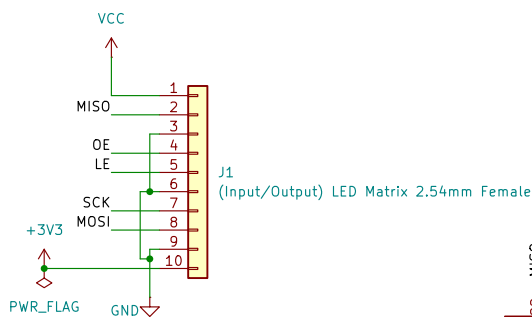 VCC
1
MISO 2
3
OE 4
LE 5
J1
6
(Input/Output) LED Matrix 2.54mm Female
SCK 7
MOSI 8
+3V3
9
10
PWR_FLAG
GND
MISO